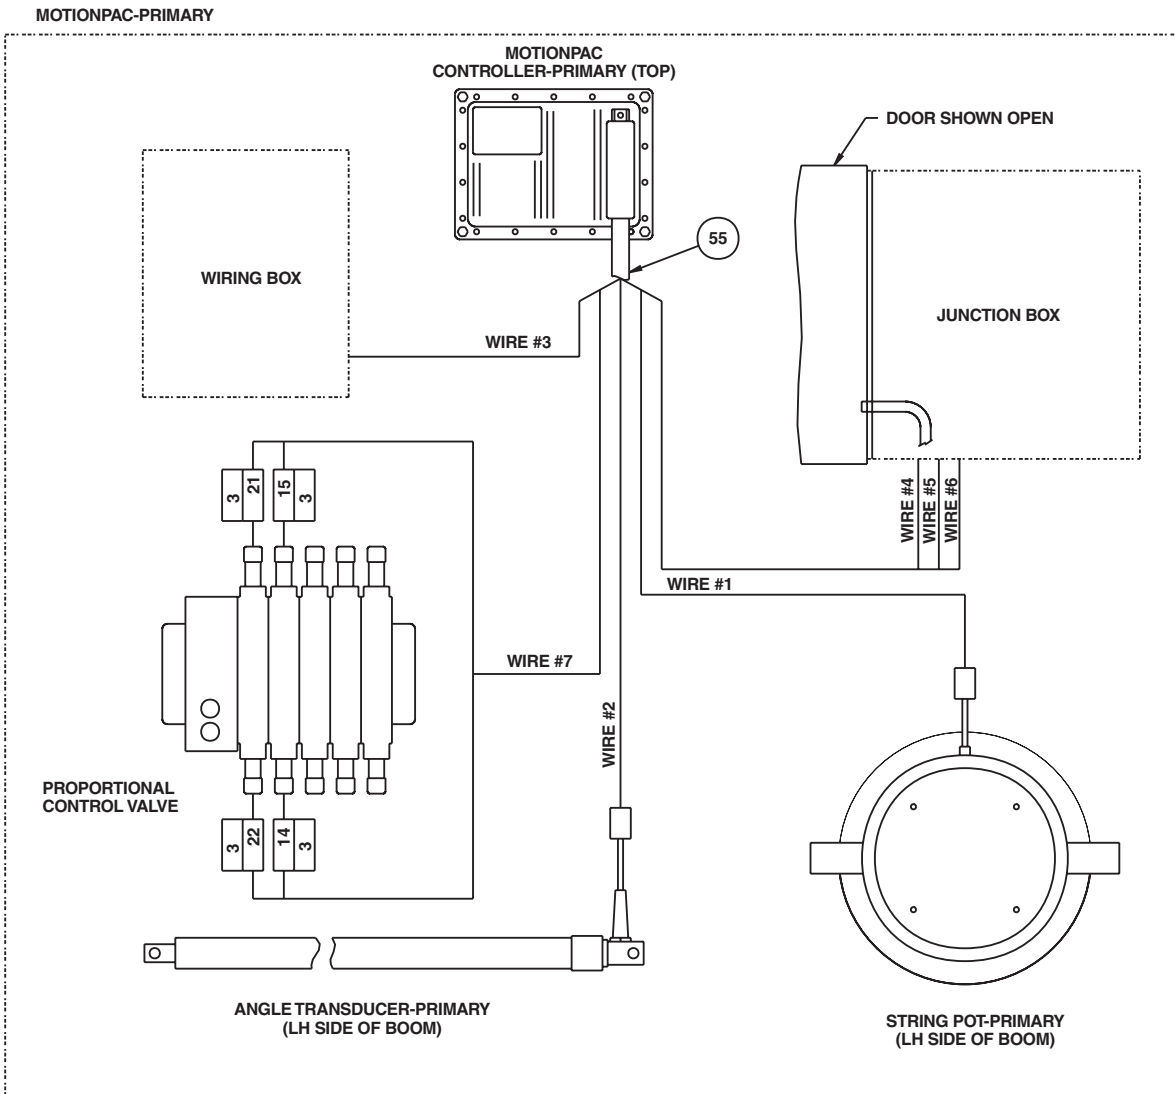 MOTIONPAC-PRIMARY
MOTIONPAC
CONTROLLER-PRIMARY (TOP)
DOOR SHOWN OPEN
55
WIRING BOX
JUNCTION BOX
WIRE #3
3
21
15
3
WIRE #4
WIRE #5
WIRE #6
WIRE #1
WIRE #7
WIRE #2
PROPORTIONAL
CONTROL VALVE
3
22
14
3
ANGLE TRANSDUCER-PRIMARY
(LH SIDE OF BOOM)
STRING POT-PRIMARY
(LH SIDE OF BOOM)